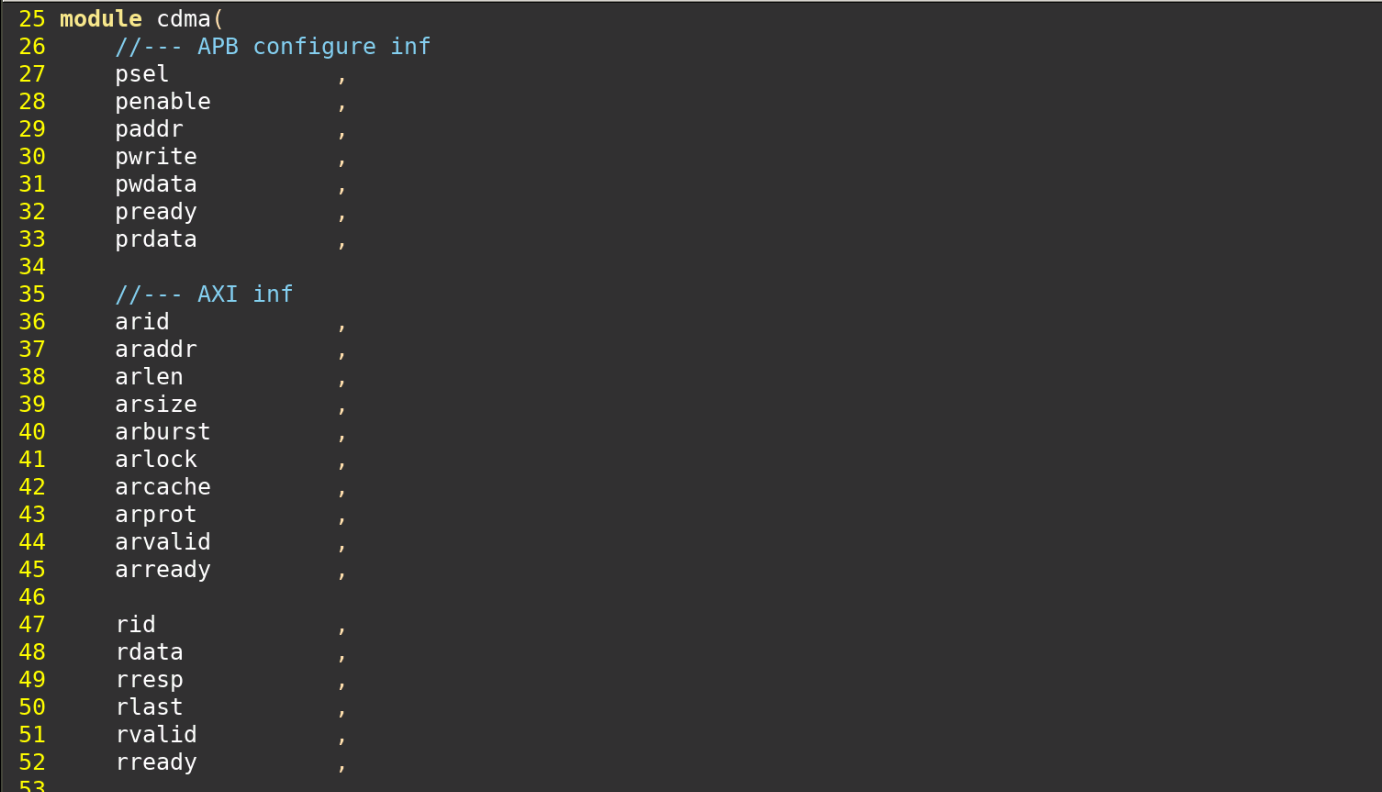 25 module cdma(
26     //--- APB configure inf
27     psel            ,
28     penable         ,
29     paddr           ,
30     pwrite          ,
31     pwdata          ,
32     pready          ,
33     prdata          ,
34
35     //--- AXI inf
36     arid            ,
37     araddr          ,
38     arlen           ,
39     arsize          ,
40     arburst         ,
41     arlock          ,
42     arcache         ,
43     arprot          ,
44     arvalid         ,
45     arready         ,
46
47     rid             ,
48     rdata           ,
49     rresp           ,
50     rlast           ,
51     rvalid          ,
52     rready          ,
53